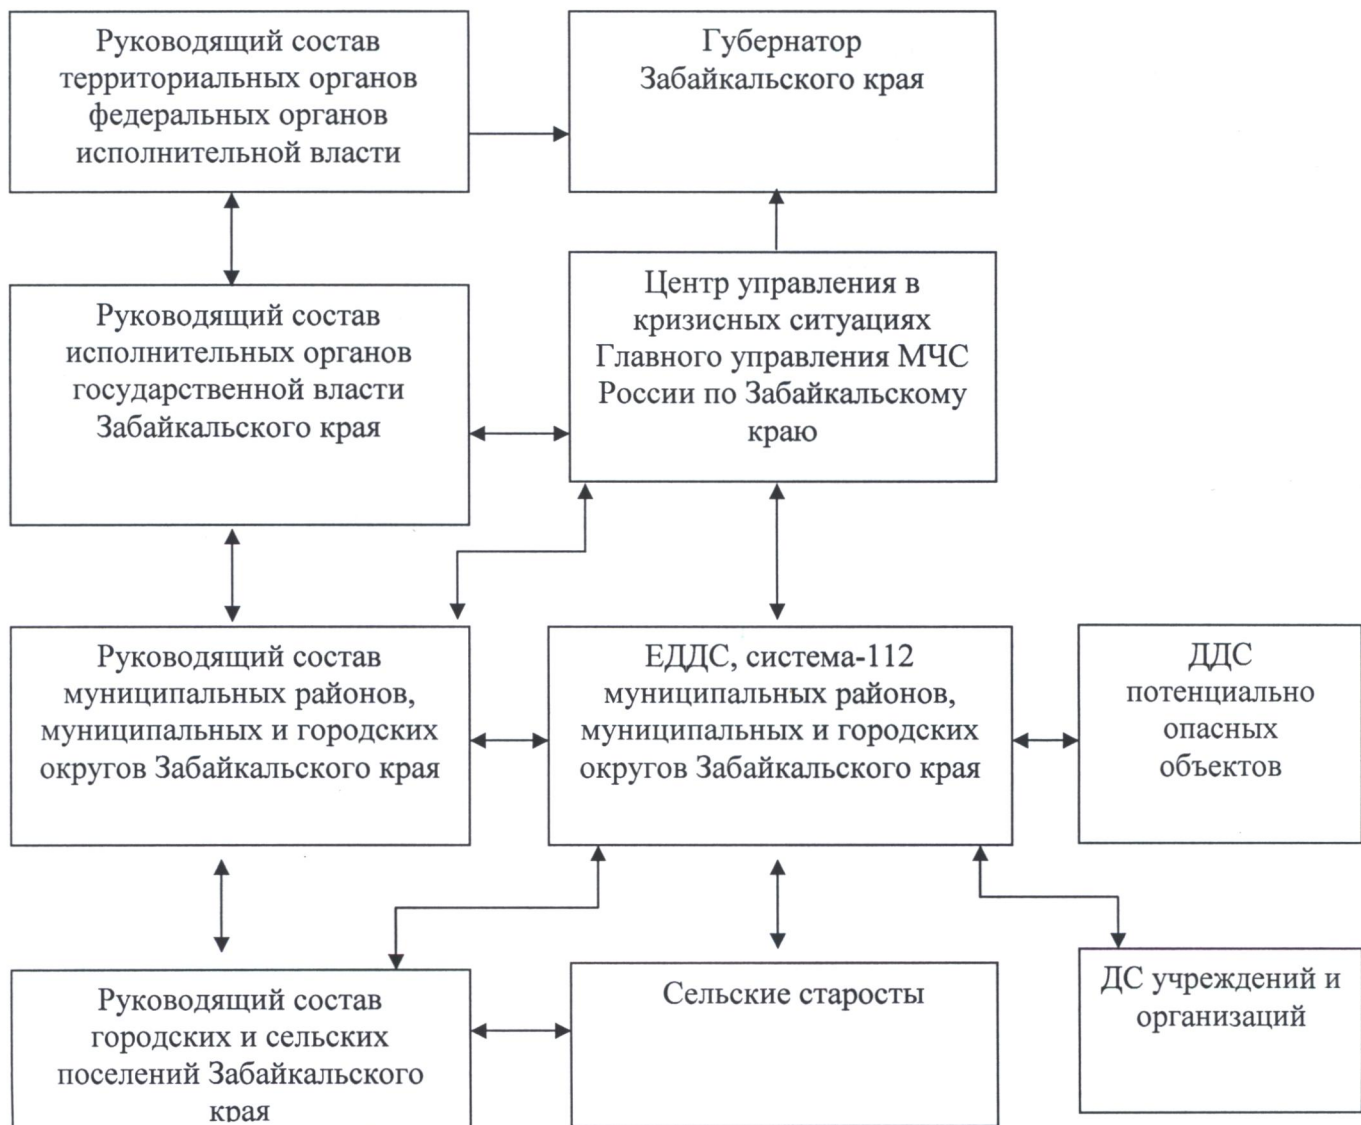 Руководящий состав
территориальных органов
федеральных органов
исполнительной власти
Губернатор
Забайкальского края
Руководящий состав
исполнительных органов
государственной власти
Забайкальского края
Центр управления в
кризисных ситуациях
Главного управления МЧС
России по Забайкальскому
краю
Руководящий состав
муниципальных районов,
муниципальных и городских
округов Забайкальского края
ЕДДС, система-112
муниципальных районов,
муниципальных и городских
округов Забайкальского края
ДДС
потенциально
опасных
объектов
Руководящий состав
городских и сельских
поселений Забайкальского
края
Сельские старосты
ДС учреждений и
организаций